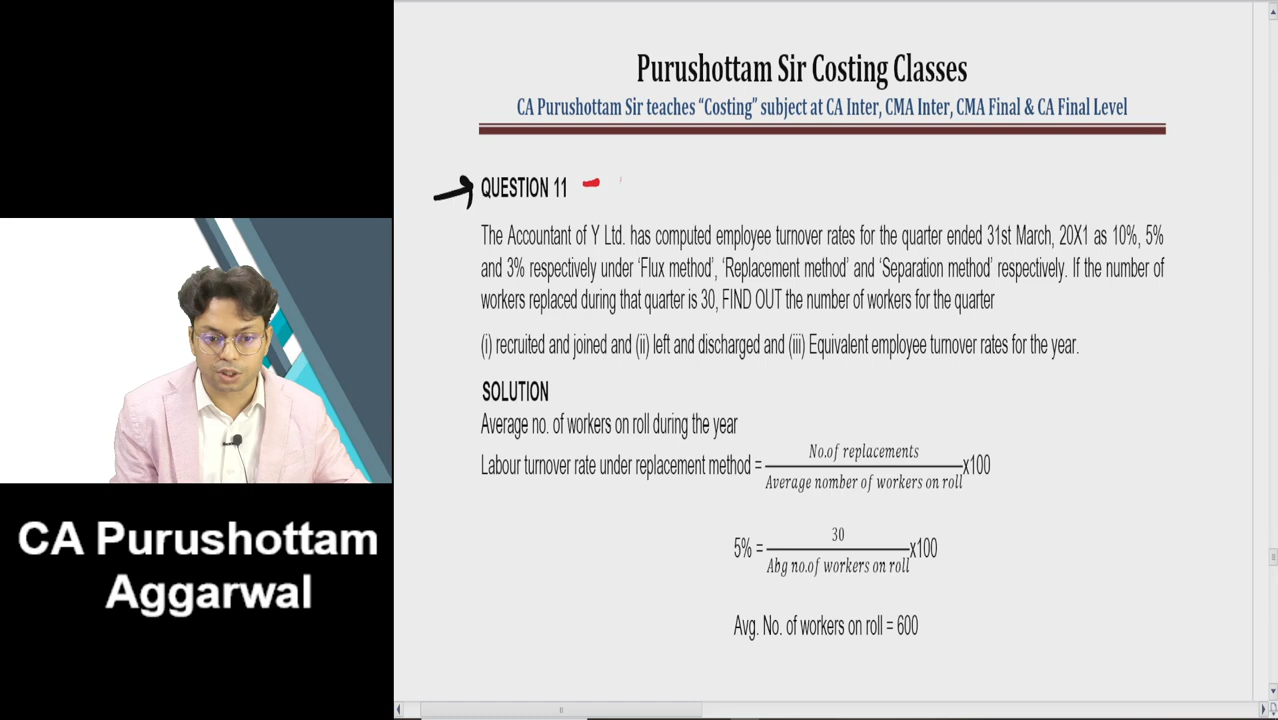 Purushottam Sir Costing Classes
CA Purushottam Sir teaches “Costing” subject at CA Inter, CMA Inter, CMA Final & CA Final Level
QUESTION 11
The Accountant of Y Ltd. has computed employee turnover rates for the quarter ended 31st March, 20X1 as 10%, 5%
and 3% respectively under ‘Flux method’, ‘Replacement method’ and ‘Separation method’ respectively. If the number of
workers replaced during that quarter is 30, FIND OUT the number of workers for the quarter
(i) recruited and joined and (ii) left and discharged and (iii) Equivalent employee turnover rates for the year.
SOLUTION
Average no. of workers on roll during the year
No.of replacements
Labour turnover rate under replacement method = x100
Average nomber of workers on roll
30
5% = x100
Abg no.of workers on roll
Avg. No. of workers on roll = 600
CA Purushottam
Aggarwal